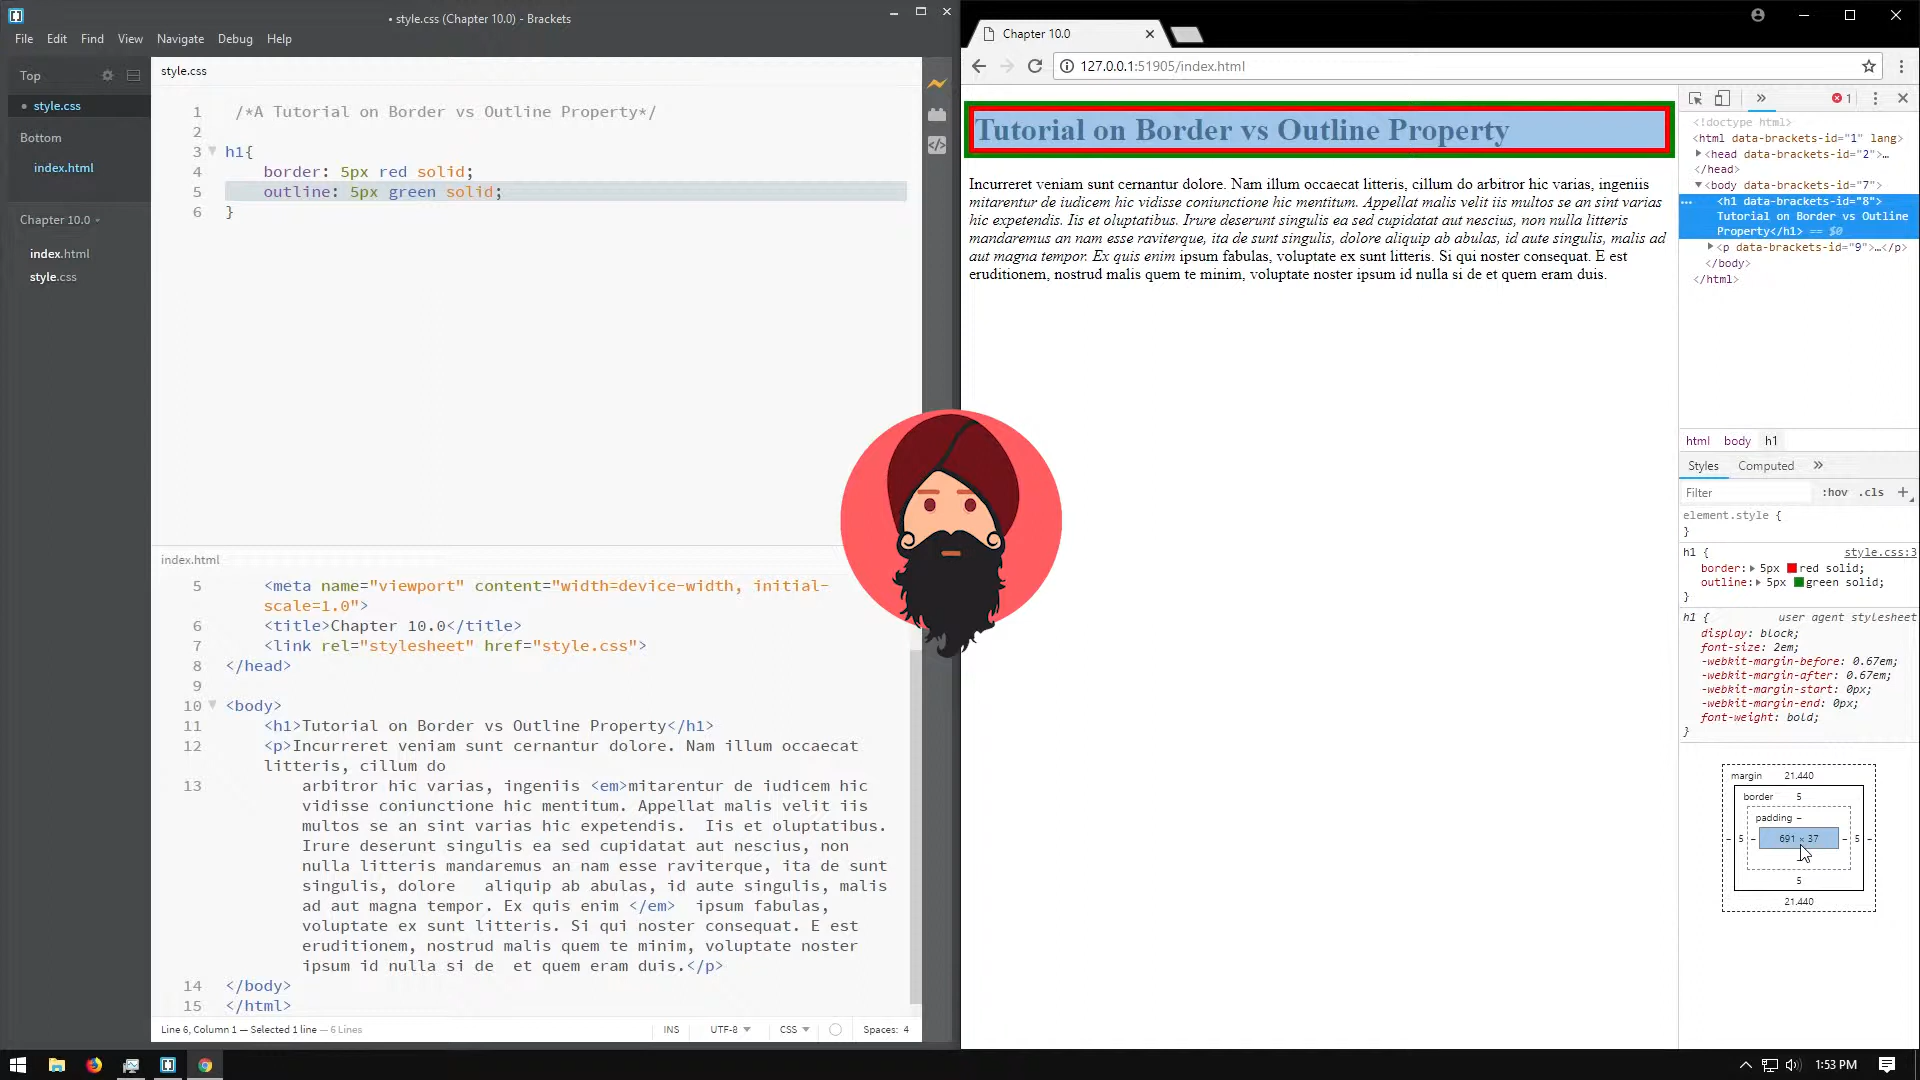 • style.css (Chapter 10.0) - Brackets
File Edit Find View Navigate Debug Help
Top
• style.css
Bottom
index.html
Chapter 10.0
index.html
style.css
style.css
1 /*A Tutorial on Border vs Outline Property*/
2
3 h1{
4 border: 5px red solid;
5 outline: 5px green solid;
6 }
index.html
5 <meta name="viewport" content="width=device-width, initial-
scale=1.0">
6 <title>Chapter 10.0</title>
7 <link rel="stylesheet" href="style.css">
8 </head>
9
10 <body>
11 <h1>Tutorial on Border vs Outline Property</h1>
12 <p>Incurreret veniam sunt cernantur dolore. Nam illum occaecat
litteris, cillum do
13 arbitror hic varias, ingeniis <em>mitarentur de iudicem hic
vidisse coniunctione hic mentitum. Appellat malis velit iis
multos se an sint varias hic expetendis.  Iis et oluptatibus.
Irure deserunt singulis ea sed cupidatat aut nescius, non
nulla litteris mandaremus an nam esse raviterque, ita de sunt
singulis, dolore   aliquip ab abulas, id aute singulis, malis
ad aut magna tempor. Ex quis enim </em>  ipsum fabulas,
voluptate ex sunt litteris. Si qui noster consequat. E est
eruditionem, nostrud malis quem te minim, voluptate noster
ipsum id nulla si de  et quem eram duis.</p>
14 </body>
15 </html>
Line 6, Column 1 — Selected 1 line — 6 Lines
INS UTF-8 CSS Spaces: 4
Chapter 10.0
127.0.0.1:51905/index.html
Tutorial on Border vs Outline Property
Incurreret veniam sunt cernantur dolore. Nam illum occaecat litteris, cillum do arbitror hic varias, ingeniis
mitarentur de iudicem hic vidisse coniunctione hic mentitum. Appellat malis velit iis multos se an sint varias
hic expetendis. Iis et oluptatibus. Irure deserunt singulis ea sed cupidatat aut nescius, non nulla litteris
mandaremus an nam esse raviterque, ita de sunt singulis, dolore aliquip ab abulas, id aute singulis, malis ad
aut magna tempor. Ex quis enim ipsum fabulas, voluptate ex sunt litteris. Si qui noster consequat. E est
eruditionem, nostrud malis quem te minim, voluptate noster ipsum id nulla si de et quem eram duis.
1
<!doctype html>
<html data-brackets-id="1" lang>
<head data-brackets-id="2">…
</head>
<body data-brackets-id="7">
<h1 data-brackets-id="8">
Tutorial on Border vs Outline
Property</h1> == $0
<p data-brackets-id="9">…</p>
</body>
</html>
html body h1
Styles Computed
Filter :hov .cls +
element.style {
}
h1 { style.css:3
border: 5px red solid;
outline: 5px green solid;
}
h1 { user agent stylesheet
display: block;
font-size: 2em;
-webkit-margin-before: 0.67em;
-webkit-margin-after: 0.67em;
-webkit-margin-start: 0px;
-webkit-margin-end: 0px;
font-weight: bold;
}
margin 21.440
border 5
padding –
– 5 – 691 × 37 – 5 –
5
21.440
1:53 PM